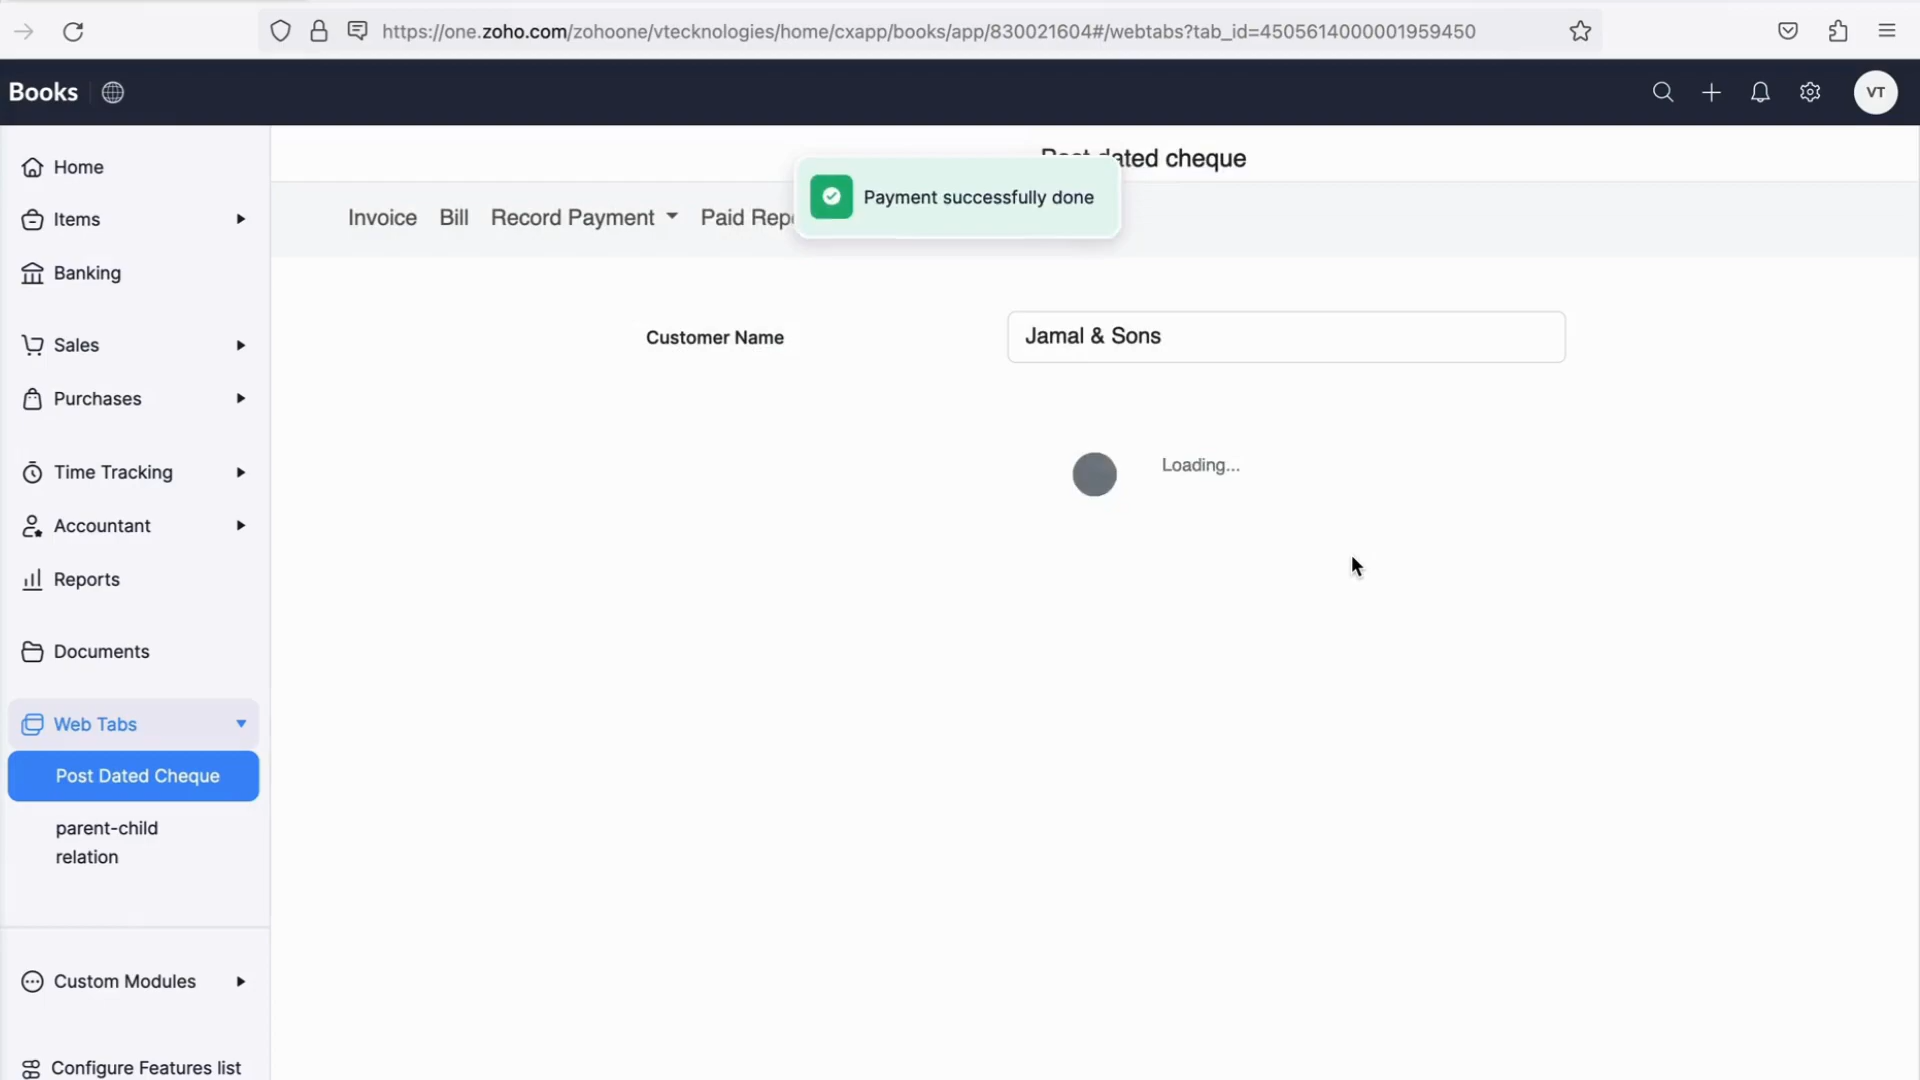 https://one.zoho.com/zohoone/vtecknologies/home/cxapp/books/app/830021604#/webtabs?tab_id=4505614000001959450
Books
VT
Home
Items
Banking
Sales
Purchases
Time Tracking
Accountant
Reports
Documents
Web Tabs
Post Dated Cheque
parent-child
relation
Custom Modules
Configure Features list
Post dated cheque
Payment successfully done
Invoice Bill Record Payment Paid
Customer Name
Jamal & Sons
Loading...